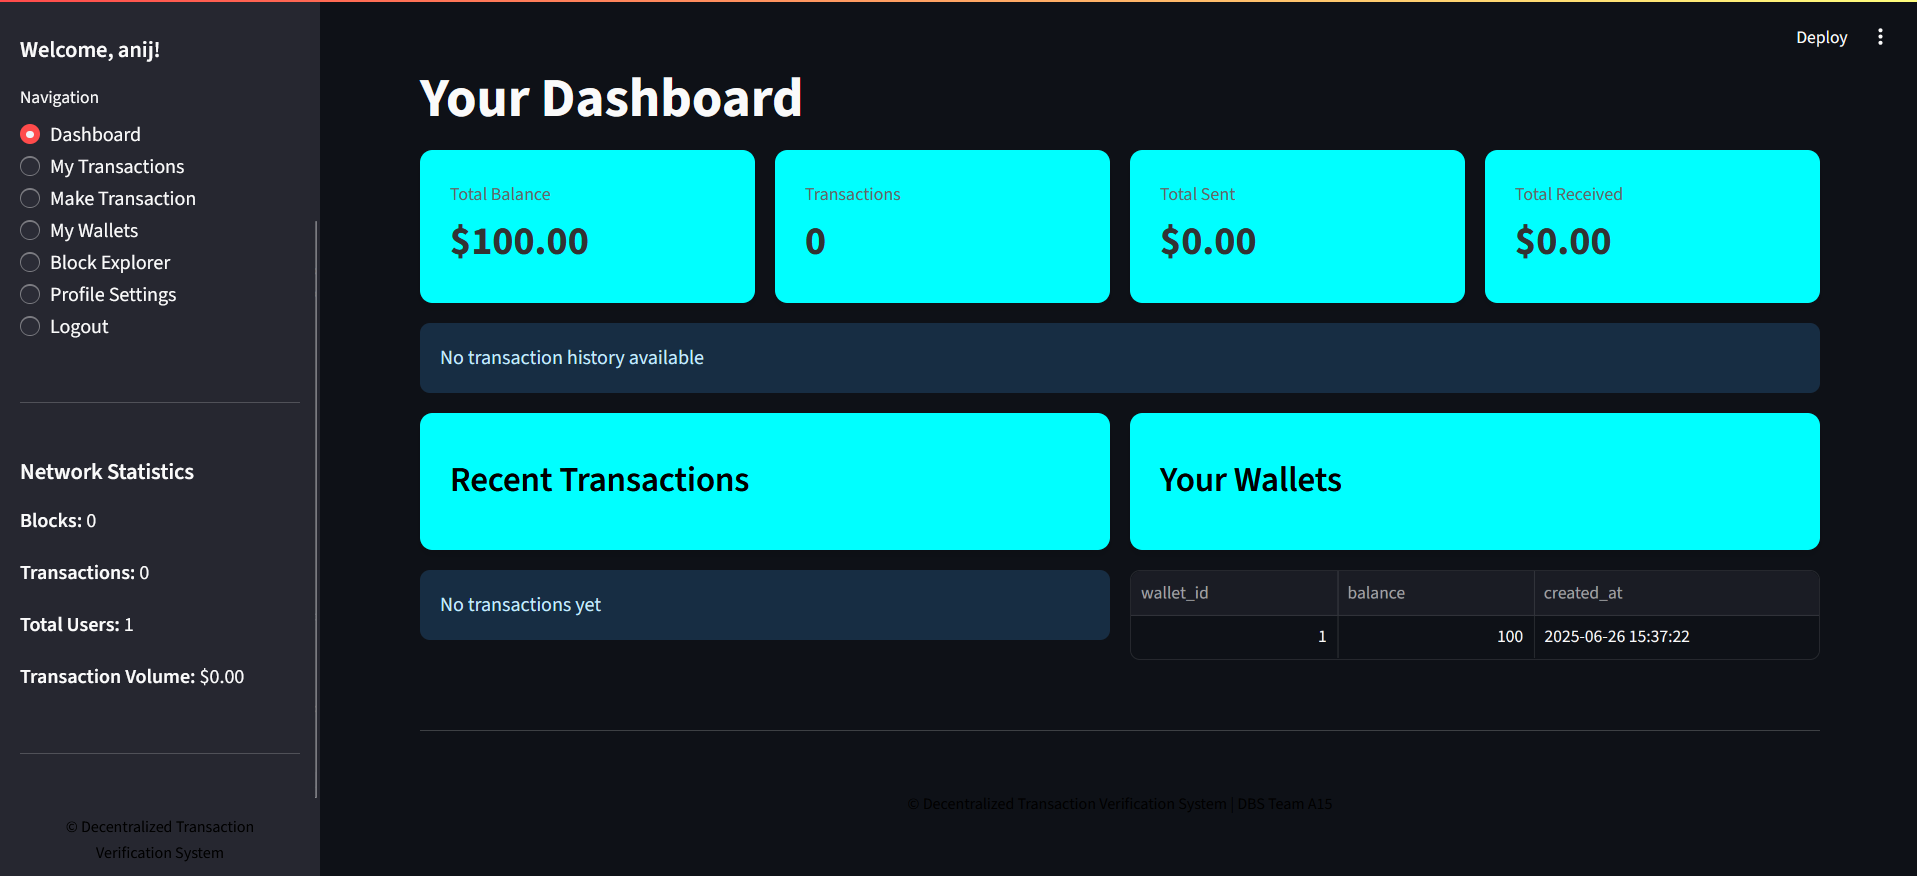 Welcome, anij!
Navigation
Dashboard
My Transactions
Make Transaction
My Wallets
Block Explorer
Profile Settings
Logout
Network Statistics
Blocks: 0
Transactions: 0
Total Users: 1
Transaction Volume: $0.00
© Decentralized Transaction
Verification System
Deploy
Your Dashboard
Total Balance
$100.00
Transactions
0
Total Sent
$0.00
Total Received
$0.00
No transaction history available
Recent Transactions
No transactions yet
Your Wallets
wallet_id balance created_at
1 100 2025-06-26 15:37:22
© Decentralized Transaction Verification System | DBS Team A15